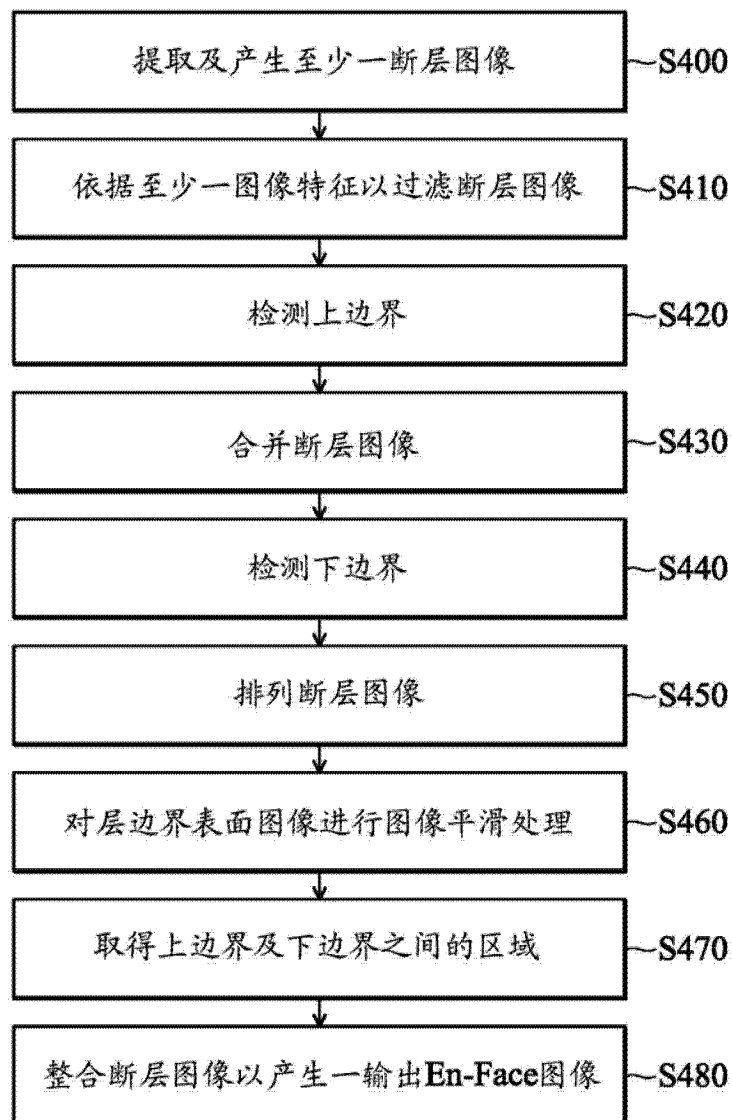 提取及产生至少一断层图像 S400
依据至少一图像特征以过滤断层图像 S410
检测上边界 S420
合并断层图像 S430
检测下边界 S440
排列断层图像 S450
对层边界表面图像进行图像平滑处理 S460
取得上边界及下边界之间的区域 S470
整合断层图像以产生一输出En-Face图像 S480